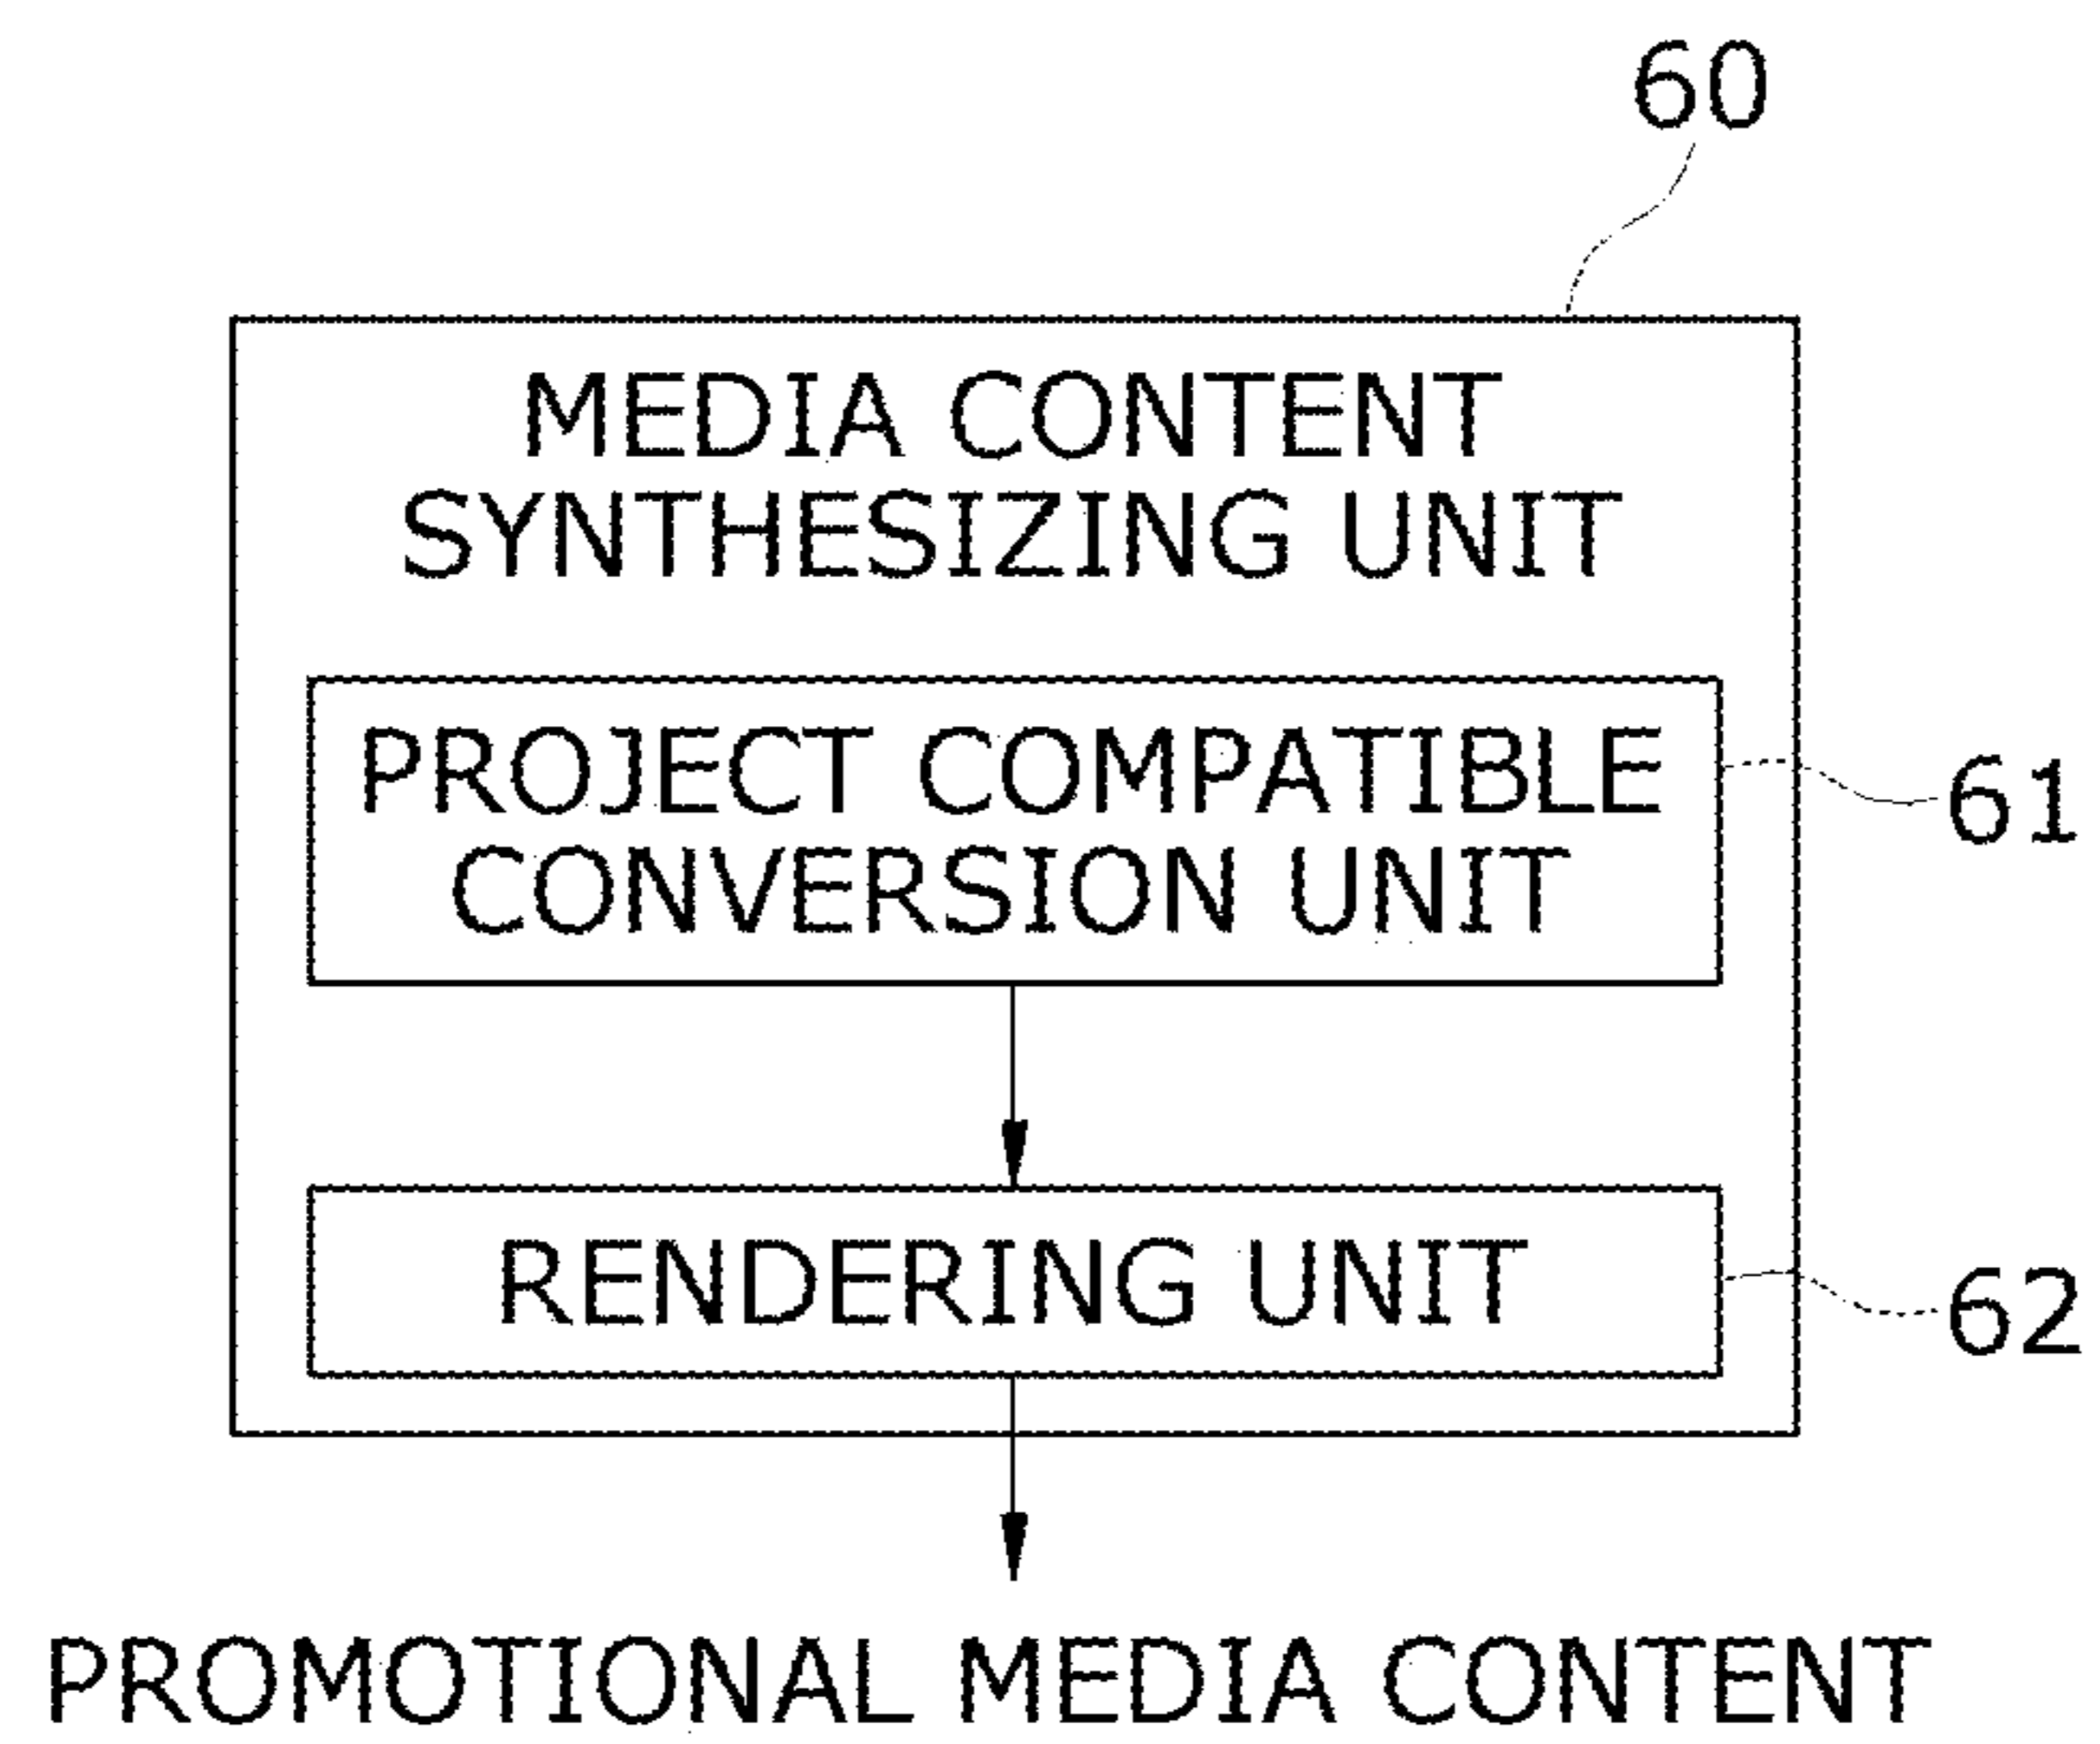 60
MEDIA CONTENT
SYNTHESIZING UNIT
PROJECT COMPATIBLE
CONVERSION UNIT
61
RENDERING UNIT
62
PROMOTIONAL MEDIA CONTENT